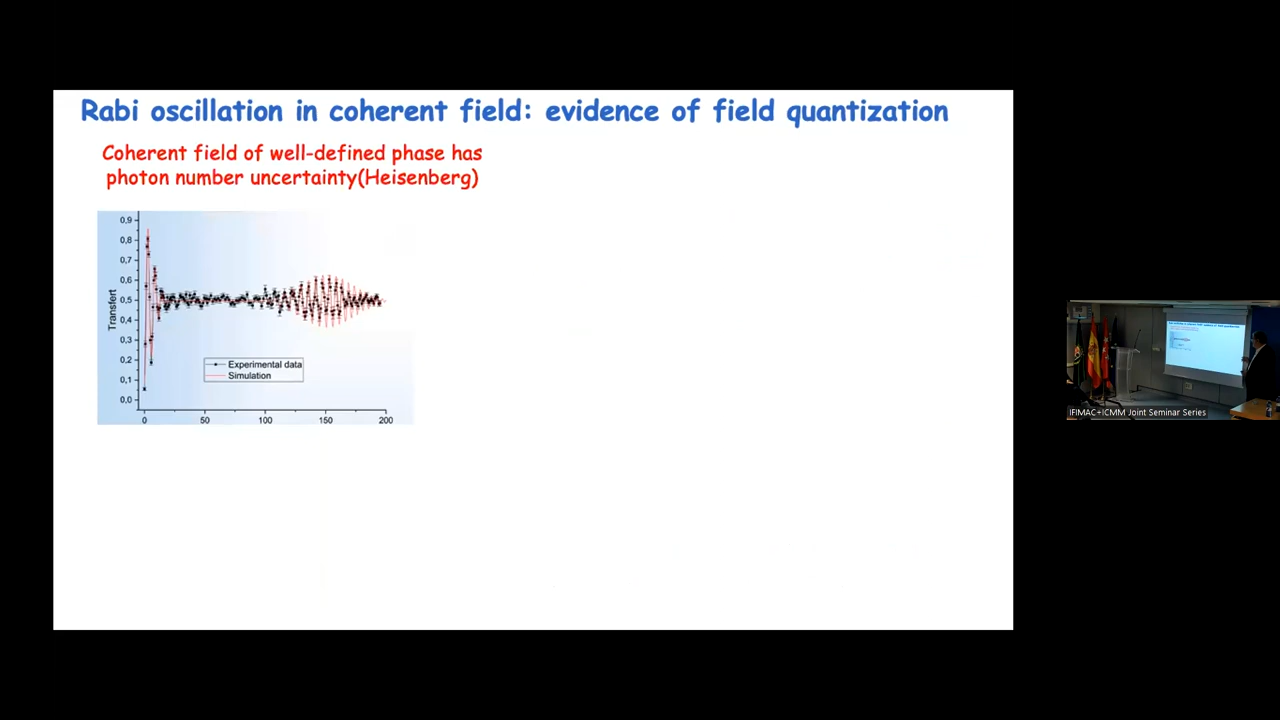 Rabi oscillation in coherent field: evidence of field quantization
Coherent field of well-defined phase has
photon number uncertainty(Heisenberg)
0,9
0,8
0,7
0,6
0,5
0,4
0,3
0,2
0,1
0,0
Transfert
Experimental data
Simulation
0 50 100 150 200
IFIMAC+ICMM Joint Seminar Series